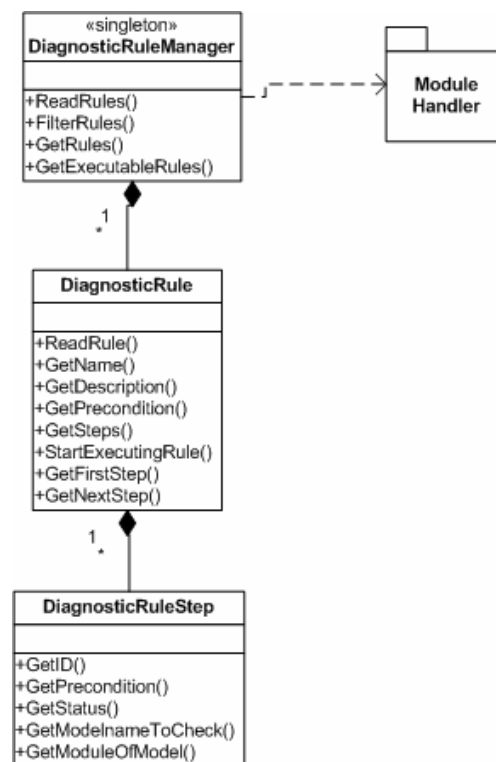 «singleton»
DiagnosticRuleManager
+ReadRules()
+FilterRules()
+GetRules()
+GetExecutableRules()
Module
Handler
1
*
DiagnosticRule
+ReadRule()
+GetName()
+GetDescription()
+GetPrecondition()
+GetSteps()
+StartExecutingRule()
+GetFirstStep()
+GetNextStep()
1
*
DiagnosticRuleStep
+GetID()
+GetPrecondition()
+GetStatus()
+GetModelnameToCheck()
+GetModuleOfModel()